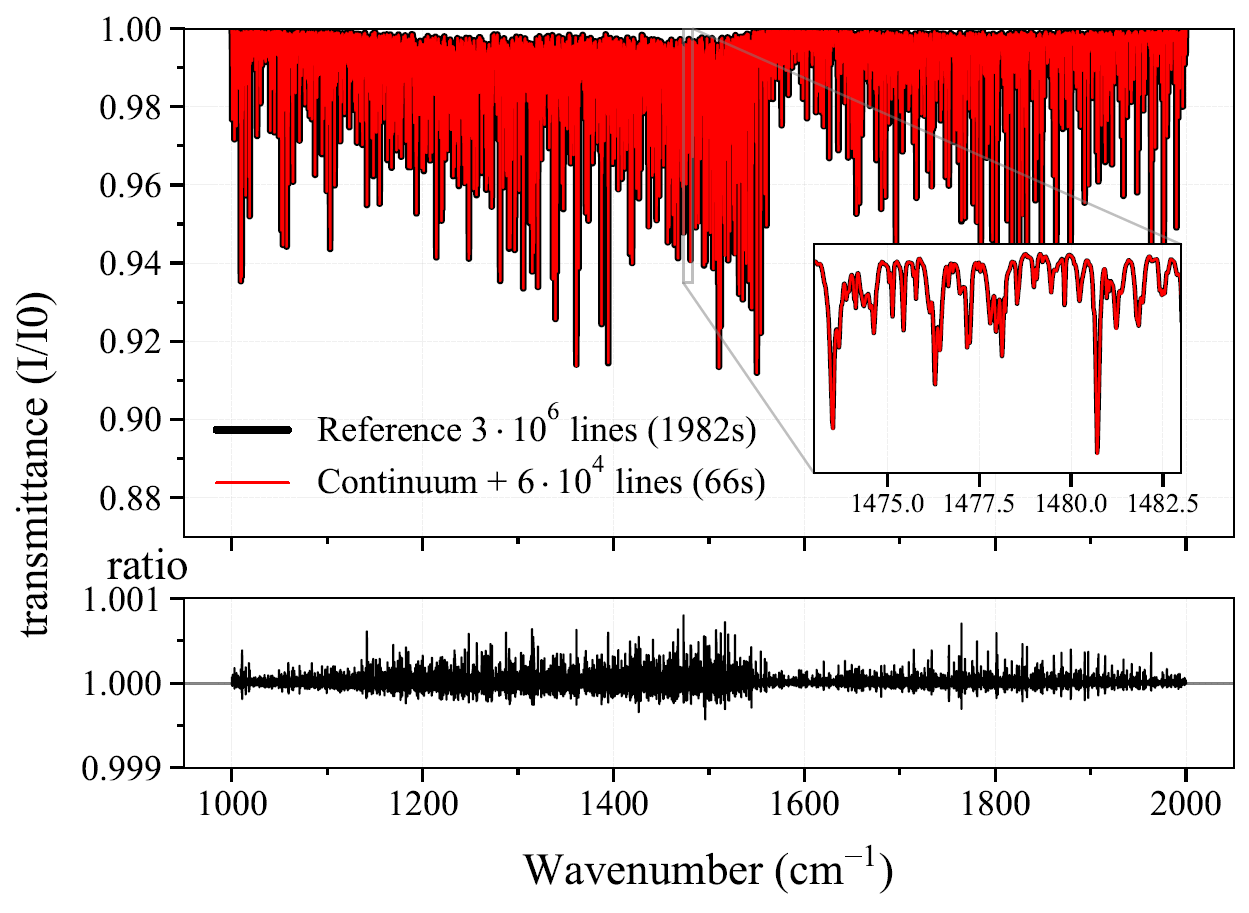 transmittance (I/I0)
1.00
0.98
0.96
0.94
0.92
0.90
0.88
Reference 3 · 10⁶ lines (1982s)
Continuum + 6 · 10⁴ lines (66s)
1475.0 1477.5 1480.0 1482.5
ratio
1.001
1.000
0.999
1000 1200 1400 1600 1800 2000
Wavenumber (cm⁻¹)